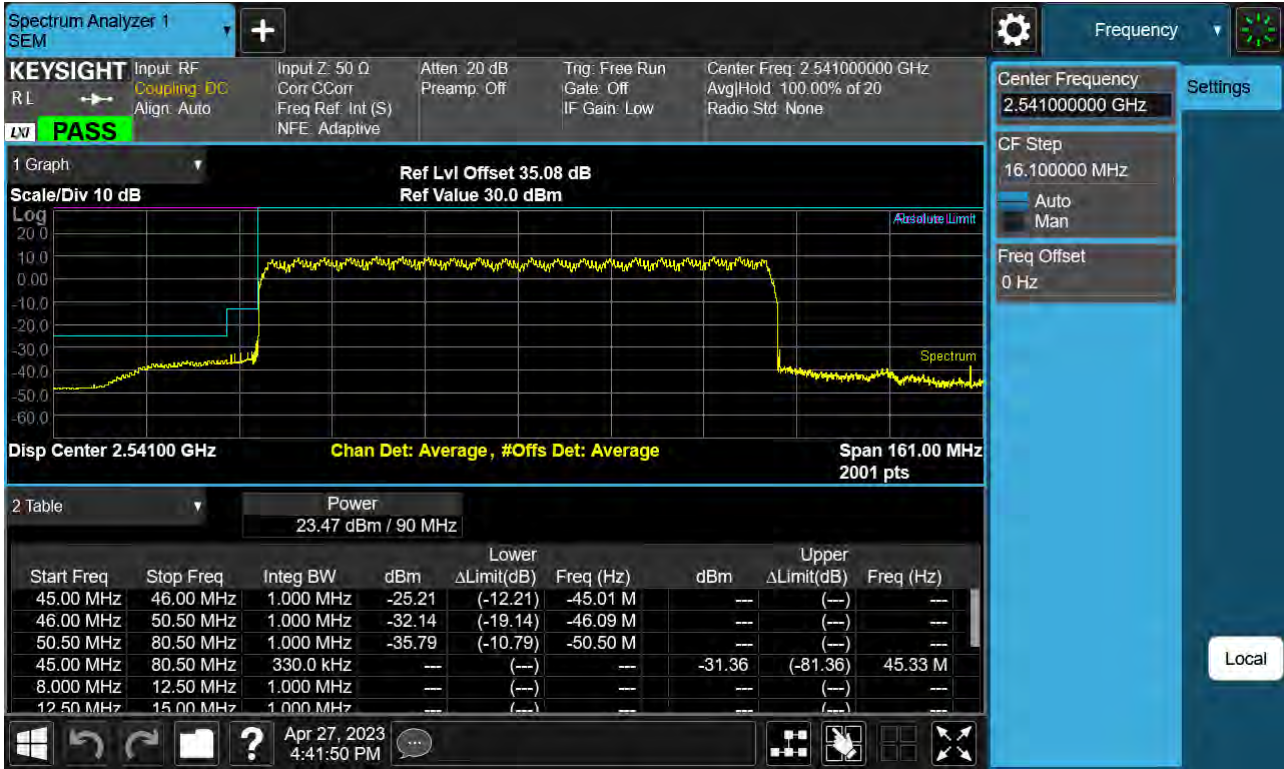 Spectrum Analyzer 1
SEM
Frequency
KEYSIGHT
R L
LXI
PASS
Input: RF
Coupling: DC
Align: Auto
Input Z: 50 Ω
Corr CCorr
Freq Ref: Int (S)
NFE: Adaptive
Atten: 20 dB
Preamp: Off
Trig: Free Run
Gate: Off
IF Gain: Low
Center Freq: 2.541000000 GHz
Avg|Hold: 100.00% of 20
Radio Std: None
Center Frequency
2.541000000 GHz
Settings
CF Step
16.100000 MHz
Auto
Man
Freq Offset
0 Hz
1 Graph
Scale/Div 10 dB
Ref Lvl Offset 35.08 dB
Ref Value 30.0 dBm
Log
Absolute Limit
20.0
10.0
0.00
-10.0
-20.0
-30.0
-40.0
-50.0
-60.0
Spectrum
Disp Center 2.54100 GHz
Chan Det: Average, #Offs Det: Average
Span 161.00 MHz
2001 pts
2 Table
Power
23.47 dBm / 90 MHz
Lower Upper
Start Freq Stop Freq Integ BW dBm ΔLimit(dB) Freq (Hz) dBm ΔLimit(dB) Freq (Hz)
45.00 MHz 46.00 MHz 1.000 MHz -25.21 (-12.21) -45.01 M --- (---) ---
46.00 MHz 50.50 MHz 1.000 MHz -32.14 (-19.14) -46.09 M --- (---) ---
50.50 MHz 80.50 MHz 1.000 MHz -35.79 (-10.79) -50.50 M --- (---) ---
45.00 MHz 80.50 MHz 330.0 kHz --- (---) --- -31.36 (-81.36) 45.33 M
8.000 MHz 12.50 MHz 1.000 MHz --- (---) --- --- (---) ---
12.50 MHz 15.00 MHz 1.000 MHz --- (---) --- --- (---) ---
Local
Apr 27, 2023
4:41:50 PM